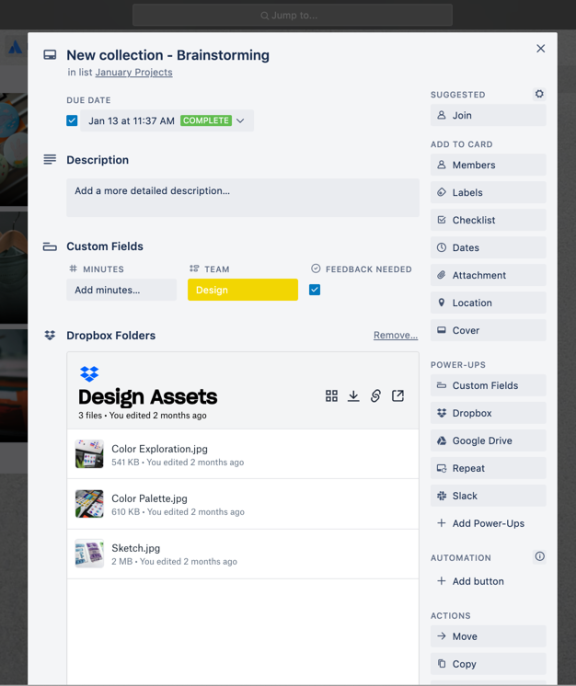 Jump to...
New collection - Brainstorming
in list January Projects
DUE DATE
Jan 13 at 11:37 AM COMPLETE
Description
Add a more detailed description...
Custom Fields
MINUTES TEAM FEEDBACK NEEDED
Add minutes... Design
Dropbox Folders Remove...
Design Assets
3 files • You edited 2 months ago
Color Exploration.jpg
541 KB • You edited 2 months ago
Color Palette.jpg
610 KB • You edited 2 months ago
Sketch.jpg
2 MB • You edited 2 months ago
SUGGESTED
Join
ADD TO CARD
Members
Labels
Checklist
Dates
Attachment
Location
Cover
POWER-UPS
Custom Fields
Dropbox
Google Drive
Repeat
Slack
Add Power-Ups
AUTOMATION
Add button
ACTIONS
Move
Copy